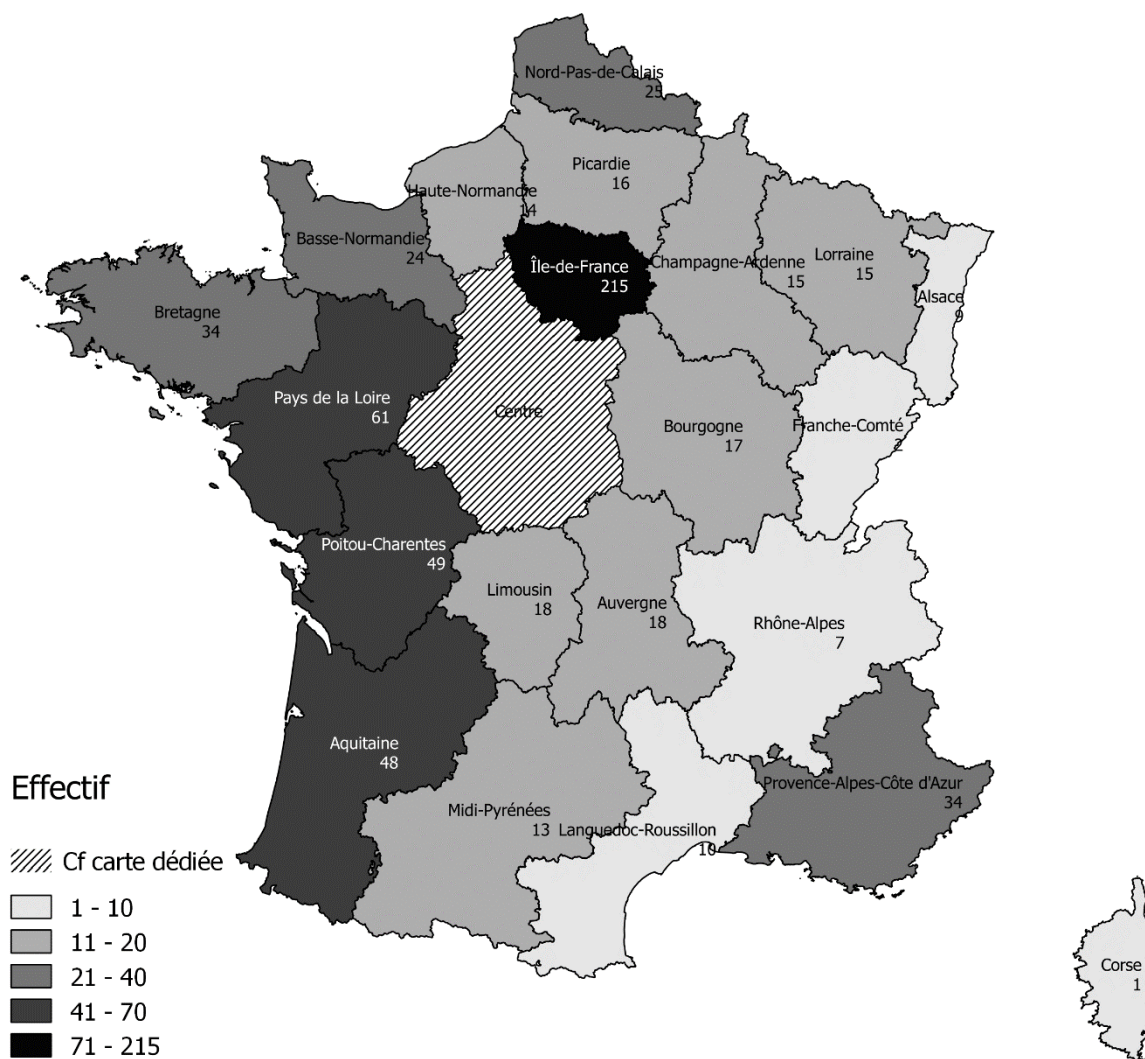 Nord-Pas-de-Calais
25
Picardie
16
Haute-Normandie
14
Basse-Normandie
24
Île-de-France
215
Champagne-Ardenne
15
Lorraine
15
Alsace
9
Bretagne
34
Pays de la Loire
61
Centre
Bourgogne
17
Franche-Comté
2
Poitou-Charentes
49
Limousin
18
Auvergne
18
Rhône-Alpes
7
Aquitaine
48
Midi-Pyrénées
13
Languedoc-Roussillon
10
Provence-Alpes-Côte d'Azur
34
Corse
1
Effectif
Cf carte dédiée
1 - 10
11 - 20
21 - 40
41 - 70
71 - 215